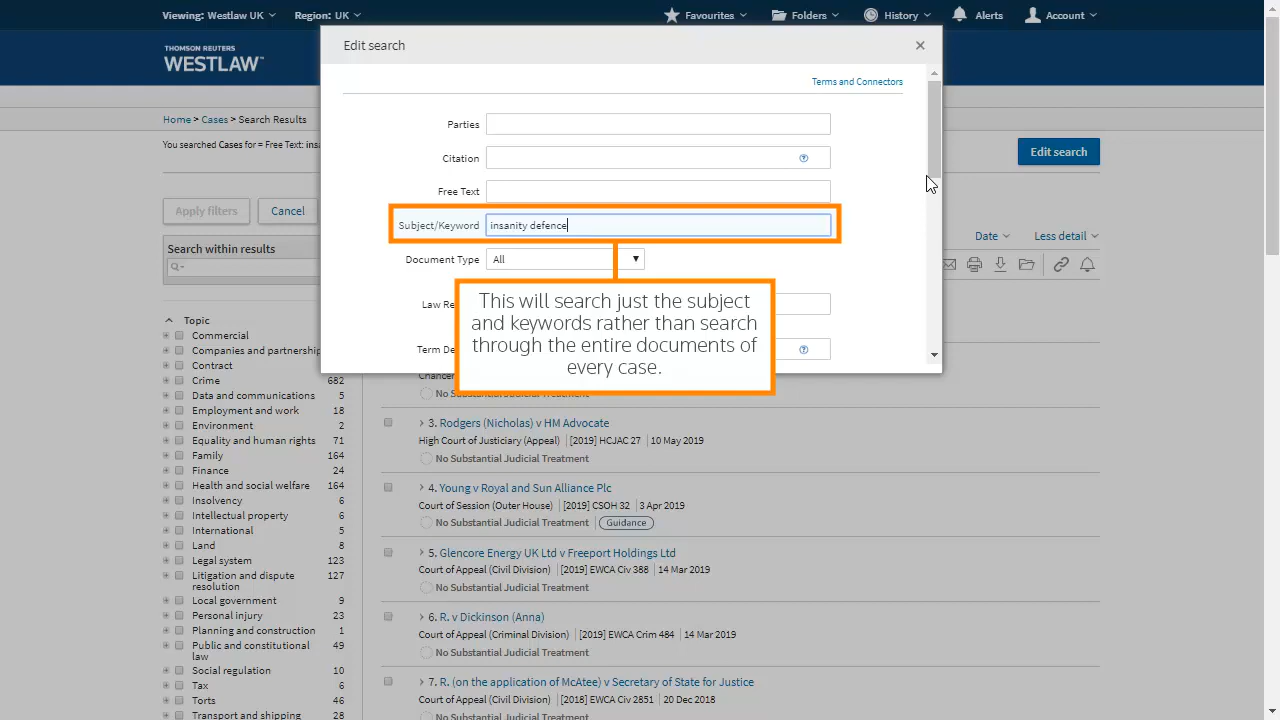 Viewing: Westlaw UK
Region: UK
Favourites
Folders
History
Alerts
Account
THOMSON REUTERS
WESTLAW™
Edit search
Terms and Connectors
Parties
Citation
Free Text
Subject/Keyword
insanity defence
Document Type
All
Law Re
Term De
This will search just the subject
and keywords rather than search
through the entire documents of
every case.
Home > Cases > Search Results
You searched Cases for = Free Text: insa
Edit search
Apply filters
Cancel
Search within results
Date
Less detail
Topic
Commercial
Companies and partnership
Contract
Crime 682
Data and communications 5
Employment and work 18
Environment 2
Equality and human rights 71
Family 164
Finance 24
Health and social welfare 164
Insolvency 6
Intellectual property 6
International 5
Land 8
Legal system 123
Litigation and dispute 127
resolution
Local government 9
Personal injury 23
Planning and construction 1
Public and constitutional 49
law
Social regulation 10
Tax 6
Torts 46
Transport and shipping 28
Chancer
No Substantial Judicial Treatment
3. Rodgers (Nicholas) v HM Advocate
High Court of Justiciary (Appeal) | [2019] HCJAC 27 | 10 May 2019
No Substantial Judicial Treatment
4. Young v Royal and Sun Alliance Plc
Court of Session (Outer House) | [2019] CSOH 32 | 3 Apr 2019
No Substantial Judicial Treatment | Guidance
5. Glencore Energy UK Ltd v Freeport Holdings Ltd
Court of Appeal (Civil Division) | [2019] EWCA Civ 388 | 14 Mar 2019
No Substantial Judicial Treatment
6. R. v Dickinson (Anna)
Court of Appeal (Criminal Division) | [2019] EWCA Crim 484 | 14 Mar 2019
No Substantial Judicial Treatment
7. R. (on the application of McAtee) v Secretary of State for Justice
Court of Appeal (Civil Division) | [2018] EWCA Civ 2851 | 20 Dec 2018
No Substantial Judicial Treatment